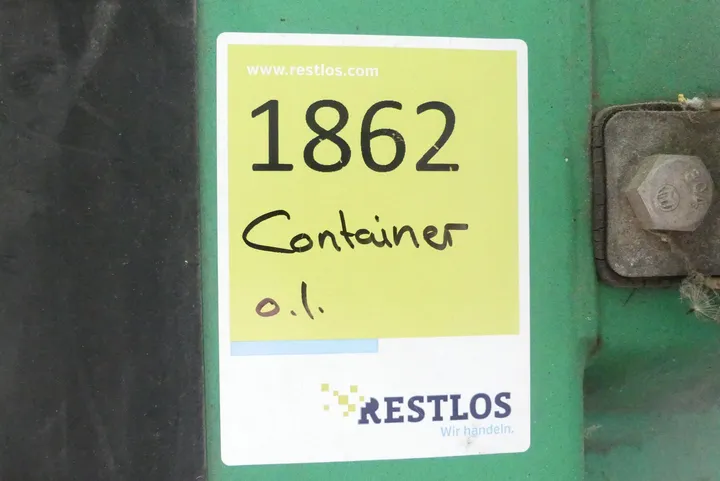 www.restlos.com
1862
Container
o.l.
RESTLOS
Wir handeln.